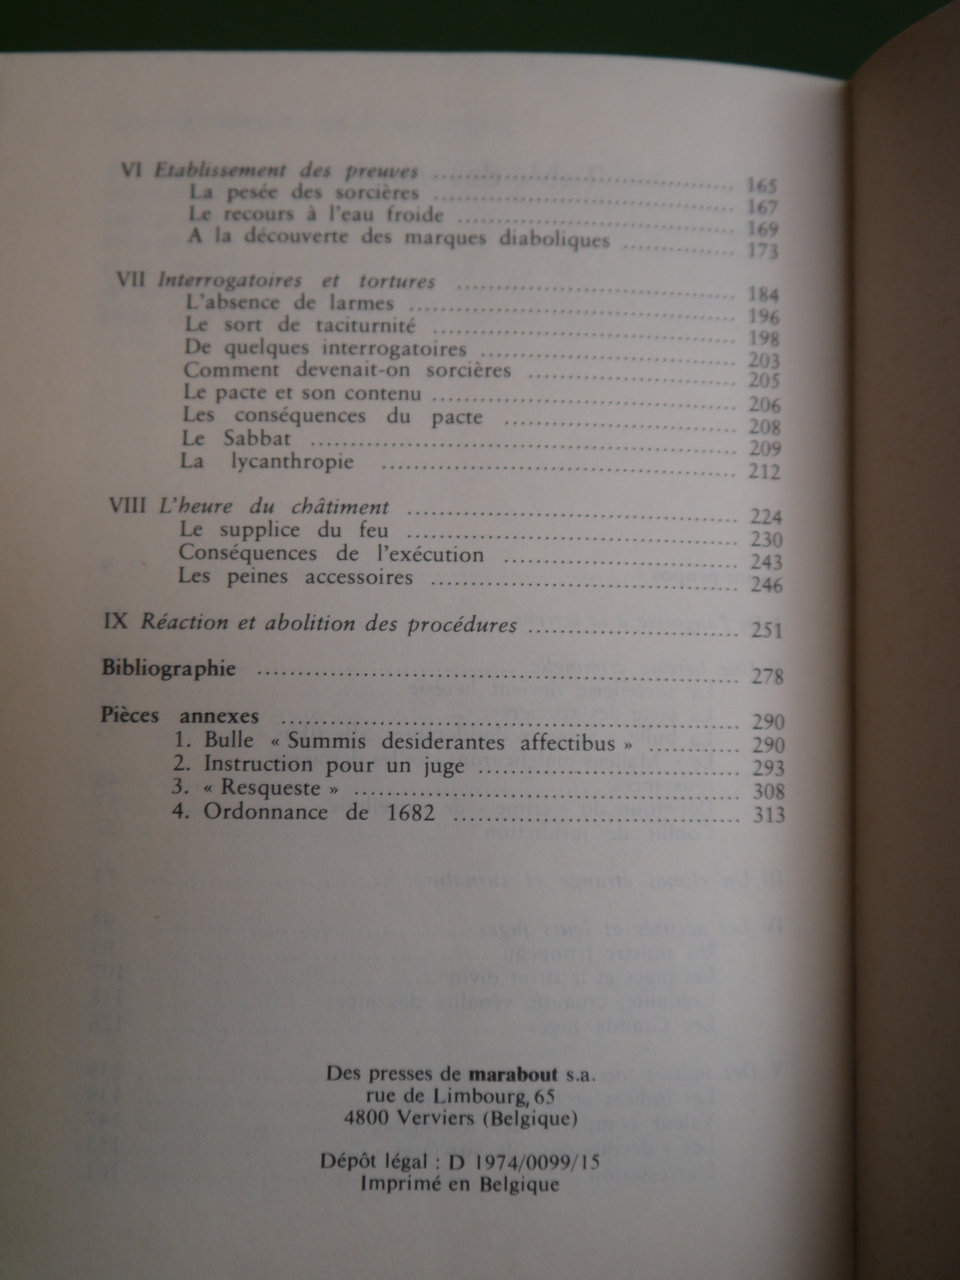 VI Etablissement des preuves ........ 165
La pesée des sorcières ........ 167
Le recours à l'eau froide ........ 169
A la découverte des marques diaboliques ........ 173
VII Interrogatoires et tortures ........ 184
L'absence de larmes ........ 196
Le sort de taciturnité ........ 198
De quelques interrogatoires ........ 203
Comment devenait-on sorcières ........ 205
Le pacte et son contenu ........ 206
Les conséquences du pacte ........ 208
Le Sabbat ........ 209
La lycanthropie ........ 212
VIII L'heure du châtiment ........ 224
Le supplice du feu ........ 230
Conséquences de l'exécution ........ 243
Les peines accessoires ........ 246
IX Réaction et abolition des procédures ........ 251
Bibliographie ........ 278
Pièces annexes ........ 290
1. Bulle « Summis desiderantes affectibus » ........ 290
2. Instruction pour un juge ........ 293
3. « Resqueste » ........ 308
4. Ordonnance de 1682 ........ 313
Des presses de marabout s.a.
rue de Limbourg, 65
4800 Verviers (Belgique)
Dépôt légal : D 1974/0099/15
Imprimé en Belgique